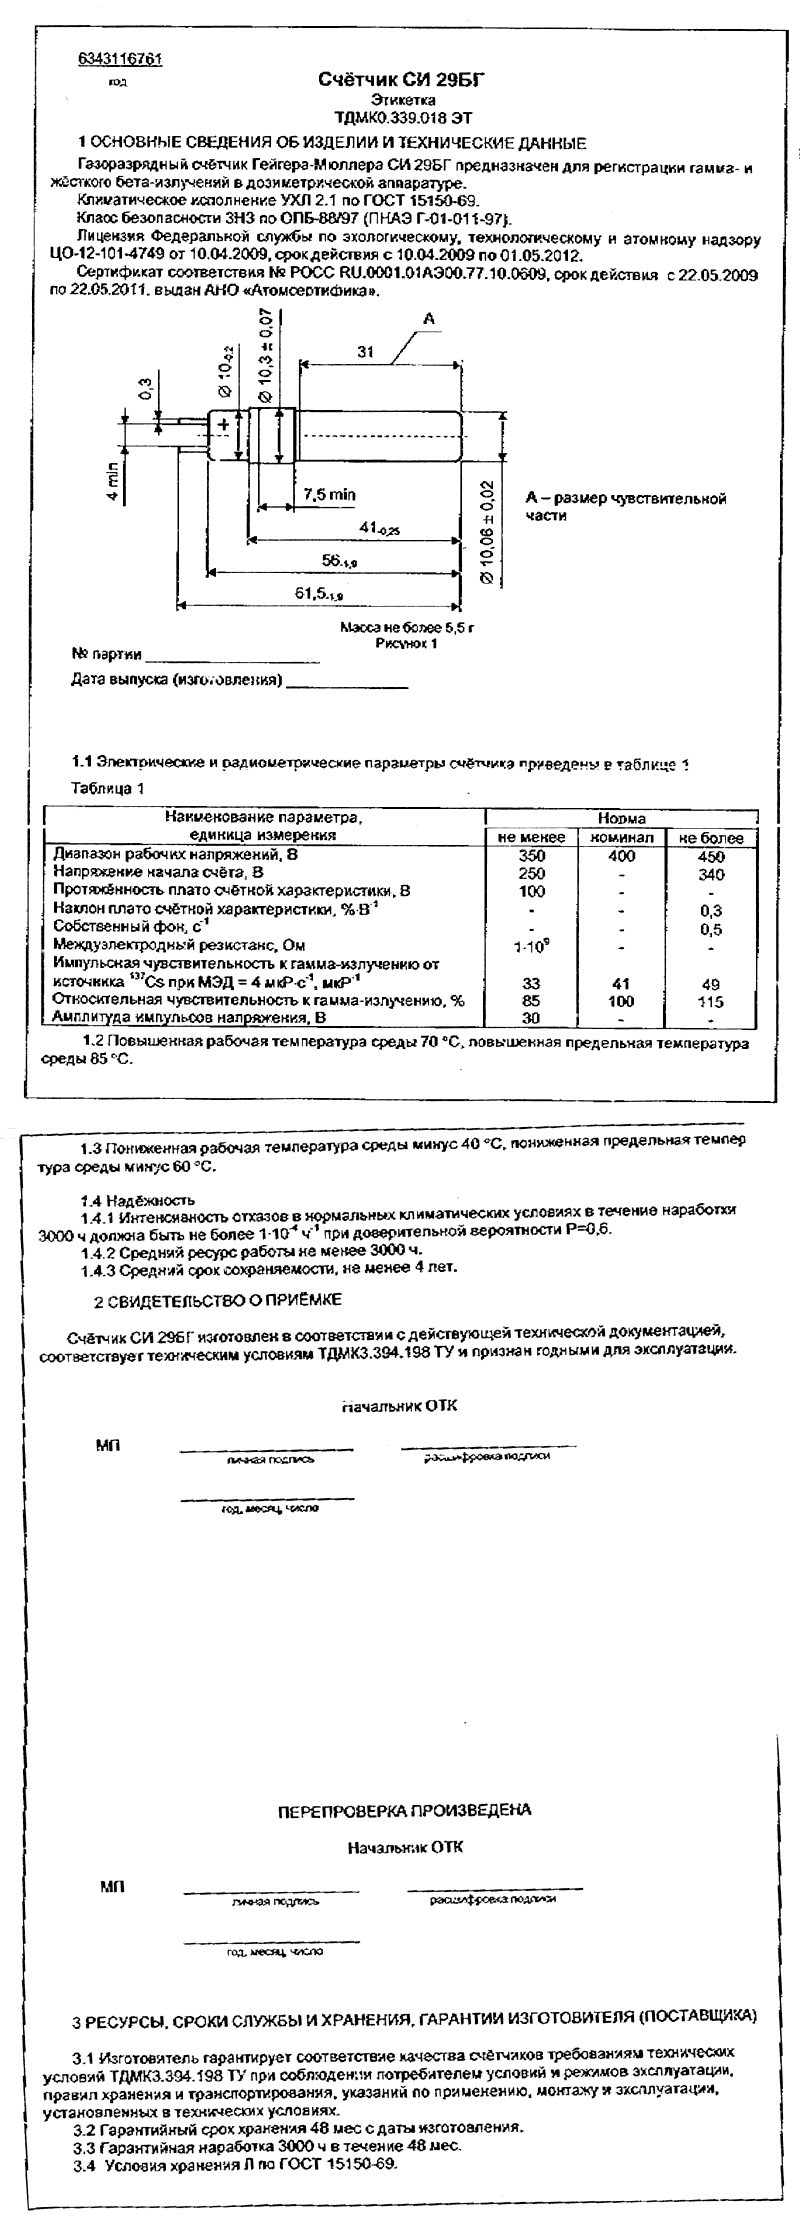 6343116761
код
Счётчик СИ 29БГ
Этикетка
ТДМК0.339.018 ЭТ
1 ОСНОВНЫЕ СВЕДЕНИЯ ОБ ИЗДЕЛИИ И ТЕХНИЧЕСКИЕ ДАННЫЕ
Газоразрядный счётчик Гейгера-Мюллера СИ 29БГ предназначен для регистрации гамма- и
жёсткого бета-излучений в дозиметрической аппаратуре.
Климатическое исполнение УХЛ 2.1 по ГОСТ 15150-69.
Класс безопасности 3Н3 по ОПБ-88/97 (ПНАЭ Г-01-011-97).
Лицензия Федеральной службы по экологическому, технологическому и атомному надзору
ЦО-12-101-4749 от 10.04.2009, срок действия с 10.04.2009 по 01.05.2012.
Сертификат соответствия № РОСС RU.0001.01АЭ00.77.10.0609, срок действия с 22.05.2009
по 22.05.2011. выдан АНО «Атомсертифика».
A
31
0,3
Ø 10-0,2
Ø 10,3 ± 0,07
+
4 min
7,5 min
41-0,25
56-1,9
61,5-1,9
Ø 10,06 ± 0,02
А – размер чувствительной
части
Масса не более 5,5 г
Рисунок 1
№ партии
Дата выпуска (изготовления)
1.1 Электрические и радиометрические параметры счётчика приведены в таблице 1
Таблица 1
Наименование параметра, Норма
единица измерения не менее номинал не более
Диапазон рабочих напряжений, В 350 400 450
Напряжение начала счёта, В 250 - 340
Протяжённость плато счётной характеристики, В 100 - -
Наклон плато счётной характеристики, %·В⁻¹ - - 0,3
Собственный фон, с⁻¹ - - 0,5
Междуэлектродный резистанс, Ом 1·10⁹ - -
Импульсная чувствительность к гамма-излучению от
источника ¹³⁷Cs при МЭД = 4 мкР·с⁻¹, мкР⁻¹ 33 41 49
Относительная чувствительность к гамма-излучению, % 85 100 115
Амплитуда импульсов напряжения, В 30 - -
1.2 Повышенная рабочая температура среды 70 °С, повышенная предельная температура
среды 85 °С.
1.3 Пониженная рабочая температура среды минус 40 °С, пониженная предельная темпер
тура среды минус 60 °С.
1.4 Надёжность
1.4.1 Интенсивность отказов в нормальных климатических условиях в течение наработки
3000 ч должна быть не более 1·10⁻⁴ ч⁻¹ при доверительной вероятности Р=0,6.
1.4.2 Средний ресурс работы не менее 3000 ч.
1.4.3 Средний срок сохраняемости, не менее 4 лет.
2 СВИДЕТЕЛЬСТВО О ПРИЁМКЕ
Счётчик СИ 29БГ изготовлен в соответствии с действующей технической документацией,
соответствует техническим условиям ТДМК3.394.198 ТУ и признан годными для эксплуатации.
Начальник ОТК
МП
личная подпись расшифровка подписи
год, месяц, число
ПЕРЕПРОВЕРКА ПРОИЗВЕДЕНА
Начальник ОТК
МП
личная подпись расшифровка подписи
год, месяц, число
3 РЕСУРСЫ, СРОКИ СЛУЖБЫ И ХРАНЕНИЯ, ГАРАНТИИ ИЗГОТОВИТЕЛЯ (ПОСТАВЩИКА)
3.1 Изготовитель гарантирует соответствие качества счётчиков требованиям технических
условий ТДМК3.394.198 ТУ при соблюдении потребителем условий и режимов эксплуатации,
правил хранения и транспортирования, указаний по применению, монтажу и эксплуатации,
установленных в технических условиях.
3.2 Гарантийный срок хранения 48 мес с даты изготовления.
3.3 Гарантийная наработка 3000 ч в течение 48 мес.
3.4 Условия хранения Л по ГОСТ 15150-69.